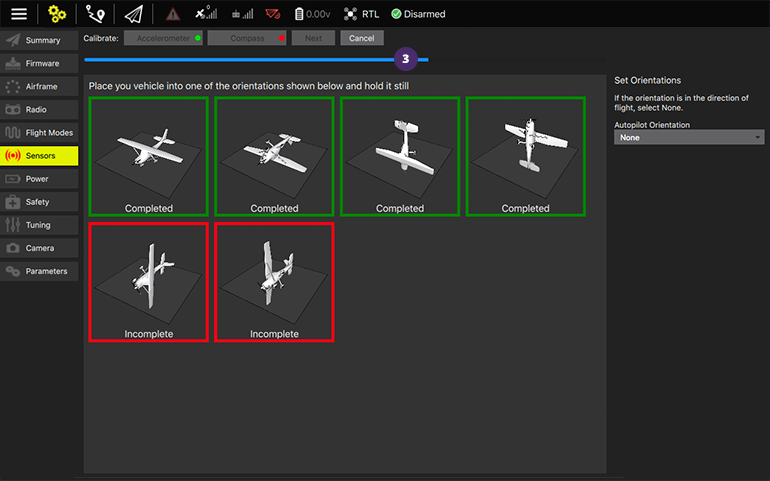 0.00v RTL Disarmed
Calibrate: Accelerometer Compass Next Cancel
3
Summary
Firmware
Airframe
Radio
Flight Modes
Sensors
Power
Safety
Tuning
Camera
Parameters
Place you vehicle into one of the orientations shown below and hold it still
Completed Completed Completed Completed
Incomplete Incomplete
Set Orientations
If the orientation is in the direction of
flight, select None.
Autopilot Orientation
None